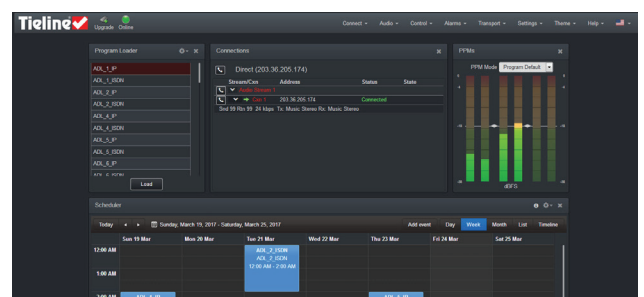 Tieline
Upgrade Online
Connect Audio Control Alarms Transport Settings Theme Help
Program Loader
ADL_1_IP
ADL_1_ISDN
ADL_2_IP
ADL_2_ISDN
ADL_4_IP
ADL_4_ISDN
ADL_5_IP
ADL_5_ISDN
ADL_6_IP
ADL_6_ISDN
Load
Connections
Direct (203.36.205.174)
Stream/Cxn Address Status State
Audio Stream 1
Cxn 1 203.36.205.174 Connected
Snd 99 Rtn 99 24 kbps Tx: Music Stereo Rx: Music Stereo
PPMs
PPM Mode Program Default
dBFS
Scheduler
Today Sunday, March 19, 2017 - Saturday, March 25, 2017 Add event Day Week Month List Timeline
Sun 19 Mar Mon 20 Mar Tue 21 Mar Wed 22 Mar Thu 23 Mar Fri 24 Mar Sat 25 Mar
12:00 AM
ADL_2_ISDN
ADL_2_ISDN
12:00 AM - 2:00 AM
1:00 AM
2:00 AM